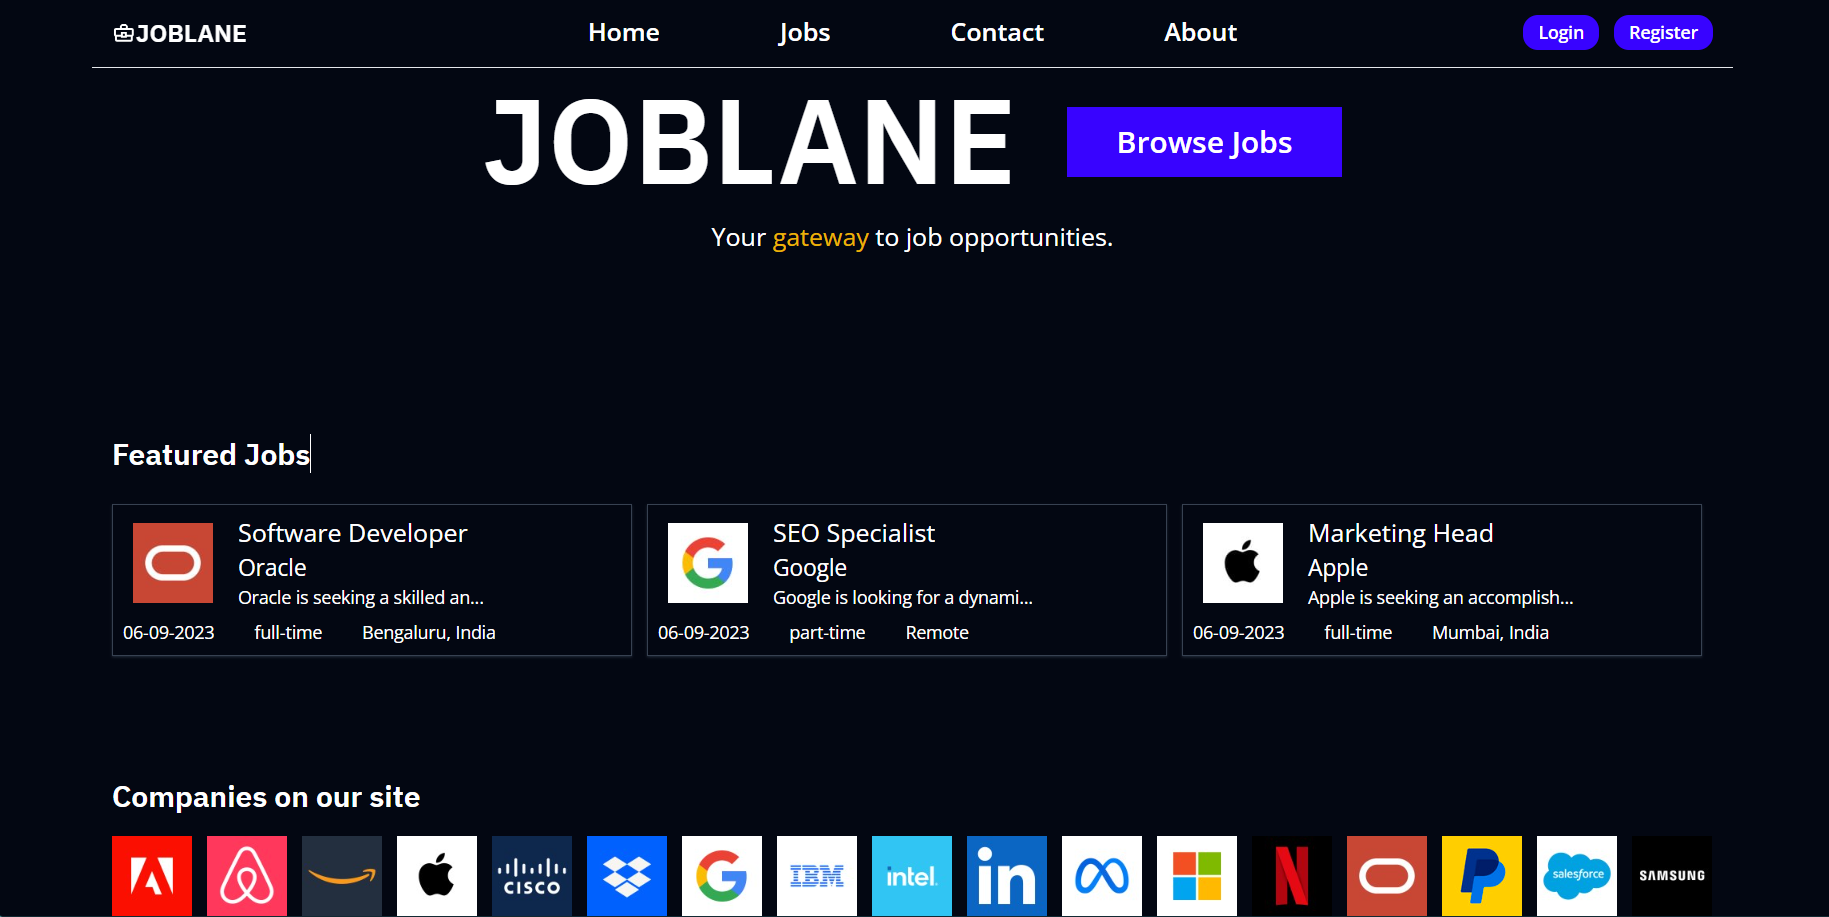 JOBLANE
Home Jobs Contact About
Login Register
JOBLANE
Browse Jobs
Your gateway to job opportunities.
Featured Jobs
Software Developer
Oracle
Oracle is seeking a skilled an...
06-09-2023 full-time Bengaluru, India
SEO Specialist
Google
Google is looking for a dynami...
06-09-2023 part-time Remote
Marketing Head
Apple
Apple is seeking an accomplish...
06-09-2023 full-time Mumbai, India
Companies on our site
CISCO
IBM
intel.
in
salesforce
SAMSUNG